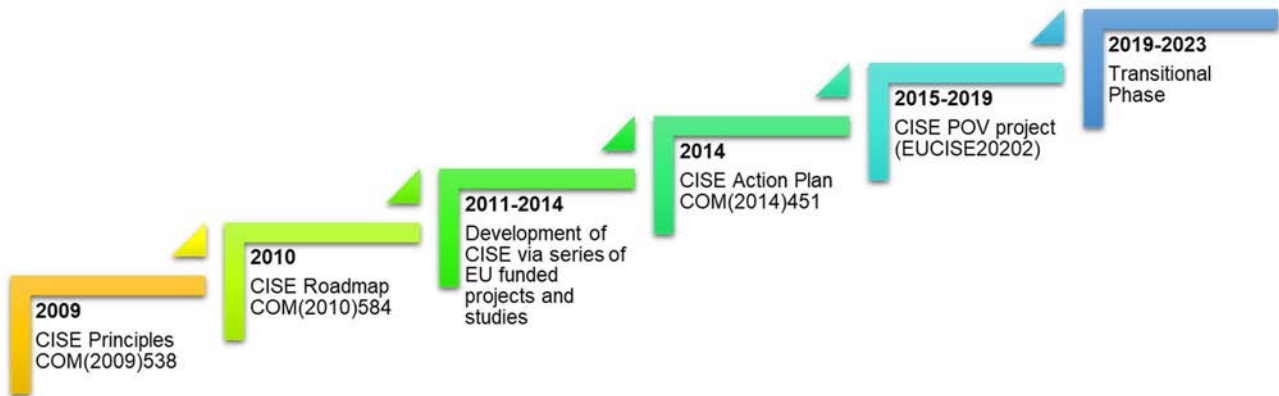 2009
CISE Principles
COM(2009)538
2010
CISE Roadmap
COM(2010)584
2011-2014
Development of
CISE via series of
EU funded
projects and
studies
2014
CISE Action Plan
COM(2014)451
2015-2019
CISE POV project
(EUCISE20202)
2019-2023
Transitional
Phase